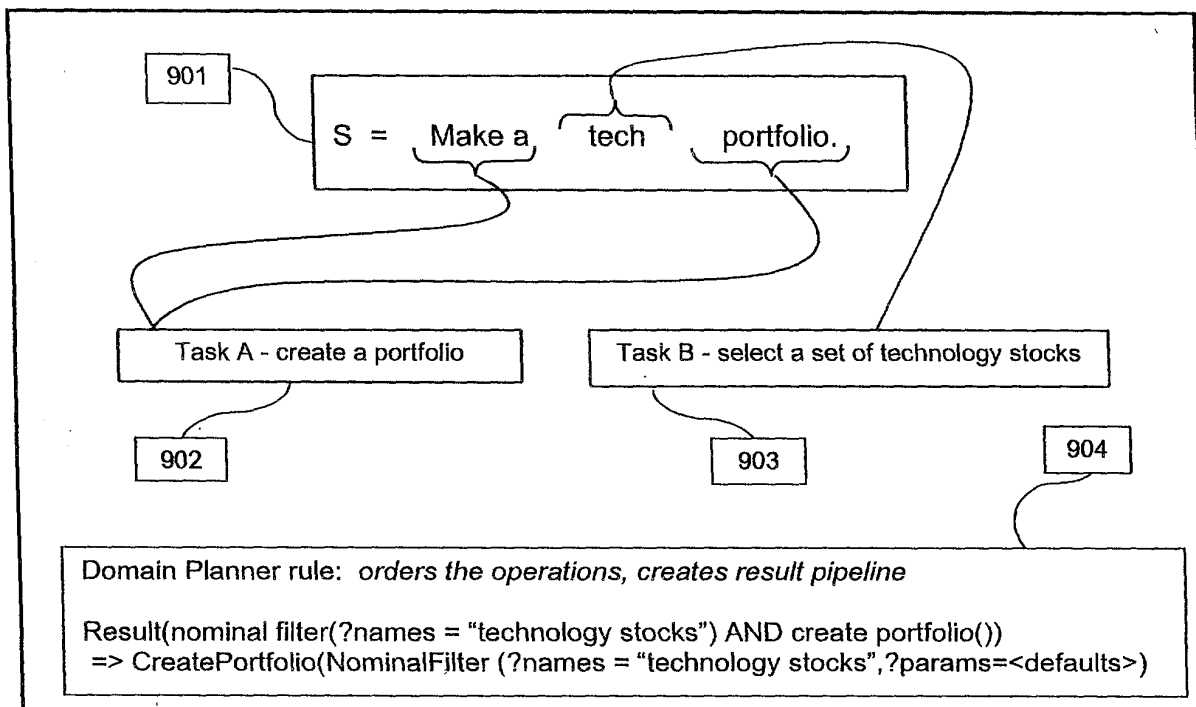 901
S = Make a tech portfolio.
Task A - create a portfolio
Task B - select a set of technology stocks
902
903
904
Domain Planner rule: orders the operations, creates result pipeline
Result(nominal filter(?names = “technology stocks”) AND create portfolio())
=> CreatePortfolio(NominalFilter (?names = “technology stocks”,?params=<defaults>)